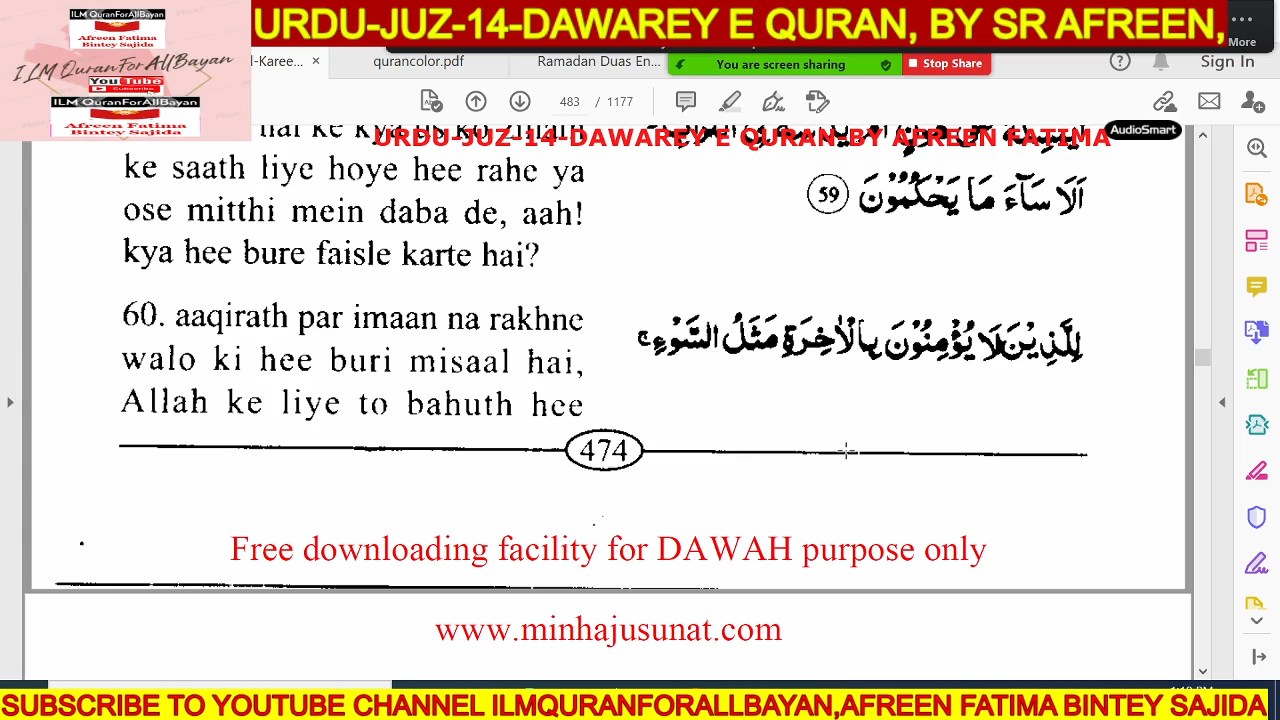 URDU-JUZ-14-DAWAREY E QURAN, BY SR AFREEN,
ILM QuranForAllBayan
Afreen Fatima
Bintey Sajida
ILM QuranForAllBayan
YouTube
Subscribe
ILM QuranForAllBayan
Afreen Fatima
Bintey Sajida
More
l-Karee...
qurancolor.pdf
Ramadan Duas En...
You are screen sharing
Stop Share
Sign In
483 / 1177
AudioSmart
URDU-JUZ-14-DAWAREY E QURAN-BY AFREEN FATIMA
ke saath liye hoye hee rahe ya
ose mitthi mein daba de, aah!
kya hee bure faisle karte hai?
اَلَا سَآءَ مَا يَحْكُمُوْنَ 59
60. aaqirath par imaan na rakhne
walo ki hee buri misaal hai,
Allah ke liye to bahuth hee
لِلَّذِيْنَ لَا يُؤْمِنُوْنَ بِالْاٰخِرَةِ مَثَلُ السَّوْءِ ۚ
474
Free downloading facility for DAWAH purpose only
www.minhajusunat.com
SUBSCRIBE TO YOUTUBE CHANNEL ILMQURANFORALLBAYAN,AFREEN FATIMA BINTEY SAJIDA